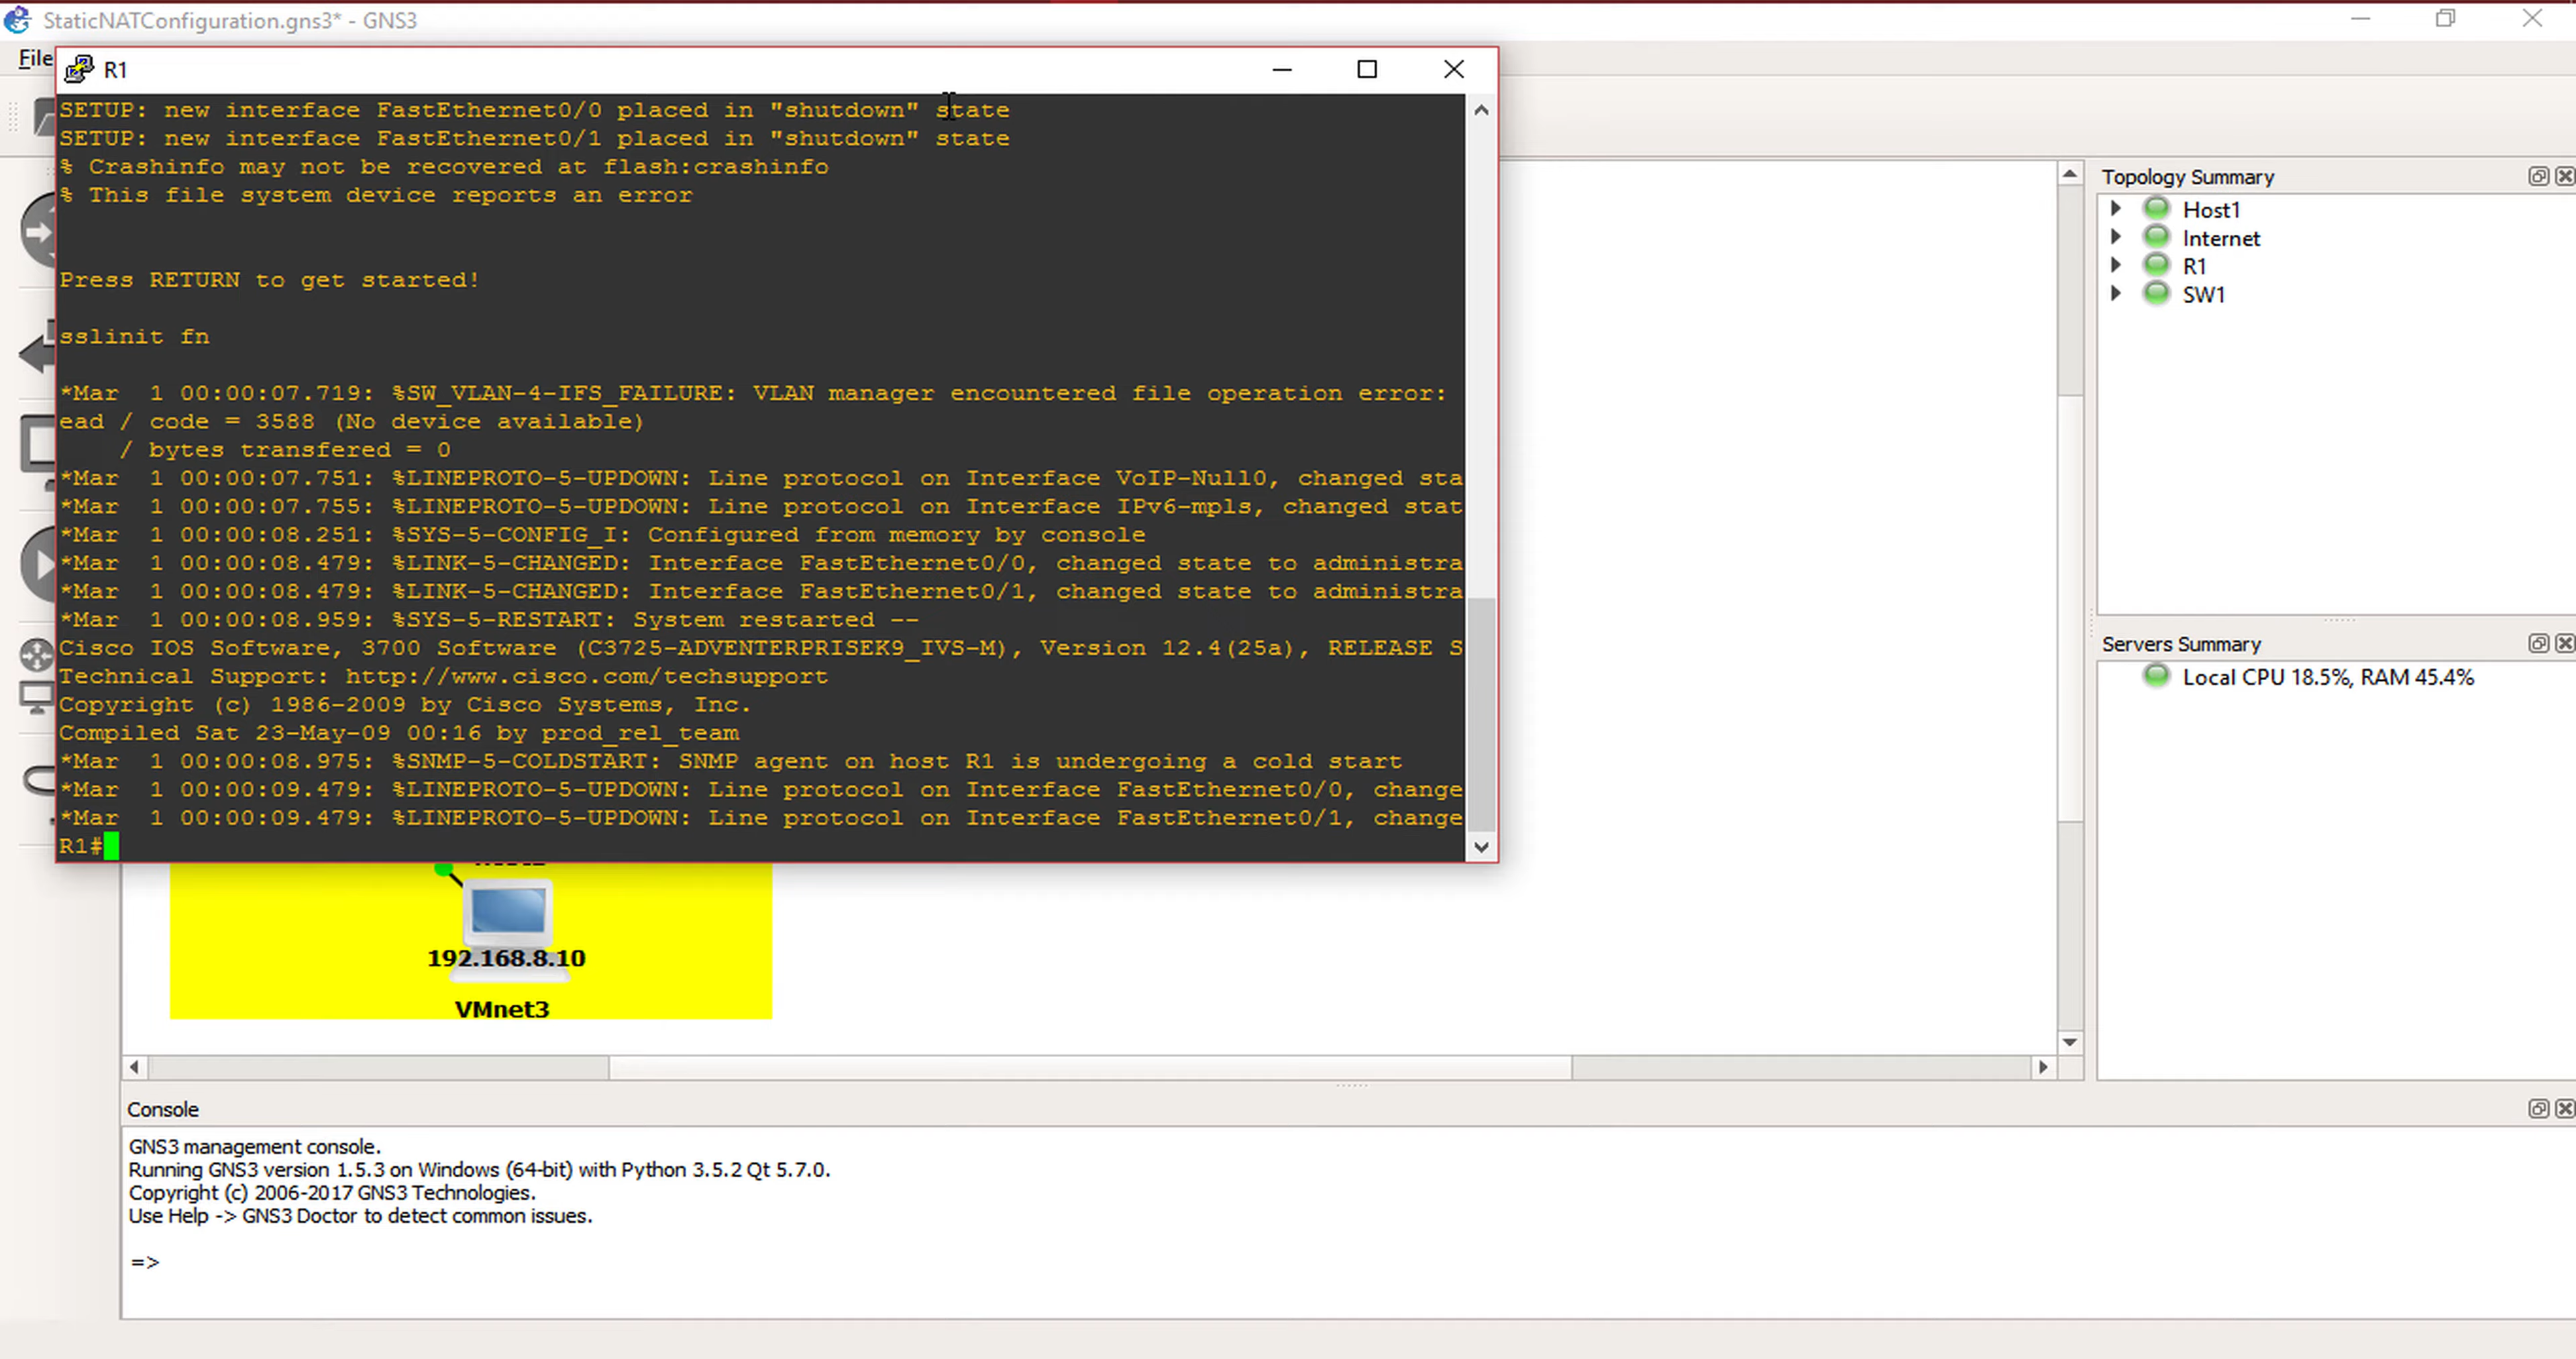 StaticNATConfiguration.gns3* - GNS3
File
R1
SETUP: new interface FastEthernet0/0 placed in "shutdown" state
SETUP: new interface FastEthernet0/1 placed in "shutdown" state
% Crashinfo may not be recovered at flash:crashinfo
% This file system device reports an error
Press RETURN to get started!
sslinit fn
*Mar  1 00:00:07.719: %SW_VLAN-4-IFS_FAILURE: VLAN manager encountered file operation error:
ead / code = 3588 (No device available)
/ bytes transfered = 0
*Mar  1 00:00:07.751: %LINEPROTO-5-UPDOWN: Line protocol on Interface VoIP-Null0, changed sta
*Mar  1 00:00:07.755: %LINEPROTO-5-UPDOWN: Line protocol on Interface IPv6-mpls, changed stat
*Mar  1 00:00:08.251: %SYS-5-CONFIG_I: Configured from memory by console
*Mar  1 00:00:08.479: %LINK-5-CHANGED: Interface FastEthernet0/0, changed state to administra
*Mar  1 00:00:08.479: %LINK-5-CHANGED: Interface FastEthernet0/1, changed state to administra
*Mar  1 00:00:08.959: %SYS-5-RESTART: System restarted --
Cisco IOS Software, 3700 Software (C3725-ADVENTERPRISEK9_IVS-M), Version 12.4(25a), RELEASE S
Technical Support: http://www.cisco.com/techsupport
Copyright (c) 1986-2009 by Cisco Systems, Inc.
Compiled Sat 23-May-09 00:16 by prod_rel_team
*Mar  1 00:00:08.975: %SNMP-5-COLDSTART: SNMP agent on host R1 is undergoing a cold start
*Mar  1 00:00:09.479: %LINEPROTO-5-UPDOWN: Line protocol on Interface FastEthernet0/0, change
*Mar  1 00:00:09.479: %LINEPROTO-5-UPDOWN: Line protocol on Interface FastEthernet0/1, change
R1#
192.168.8.10
VMnet3
Topology Summary
Host1
Internet
R1
SW1
Servers Summary
Local CPU 18.5%, RAM 45.4%
Console
GNS3 management console.
Running GNS3 version 1.5.3 on Windows (64-bit) with Python 3.5.2 Qt 5.7.0.
Copyright (c) 2006-2017 GNS3 Technologies.
Use Help -> GNS3 Doctor to detect common issues.
=>